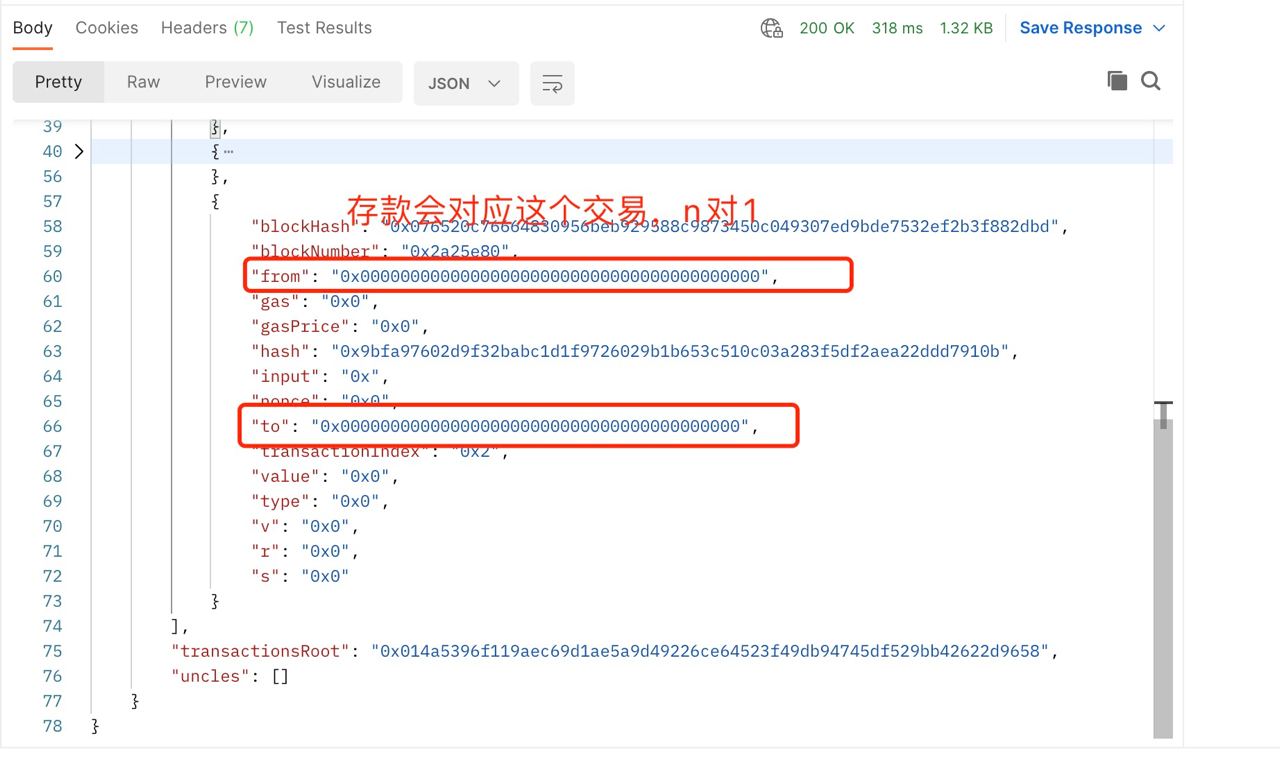 Body Cookies Headers (7) Test Results 200 OK 318 ms 1.32 KB Save Response
Pretty Raw Preview Visualize JSON
39 },
40 { ⋯
56 },
57 {
存款会对应这个交易，n对1
58 "blockHash": "0x076520c76664830956beb929588c9873450c049307ed9bde7532ef2b3f882dbd",
59 "blockNumber": "0x2a25e80",
60 "from": "0x0000000000000000000000000000000000000000",
61 "gas": "0x0",
62 "gasPrice": "0x0",
63 "hash": "0x9bfa97602d9f32babc1d1f9726029b1b653c510c03a283f5df2aea22ddd7910b",
64 "input": "0x",
65 "nonce": "0x0",
66 "to": "0x0000000000000000000000000000000000000000",
67 "transactionIndex": "0x2",
68 "value": "0x0",
69 "type": "0x0",
70 "v": "0x0",
71 "r": "0x0",
72 "s": "0x0"
73 }
74 ],
75 "transactionsRoot": "0x014a5396f119aec69d1ae5a9d49226ce64523f49db94745df529bb42622d9658",
76 "uncles": []
77 }
78 }